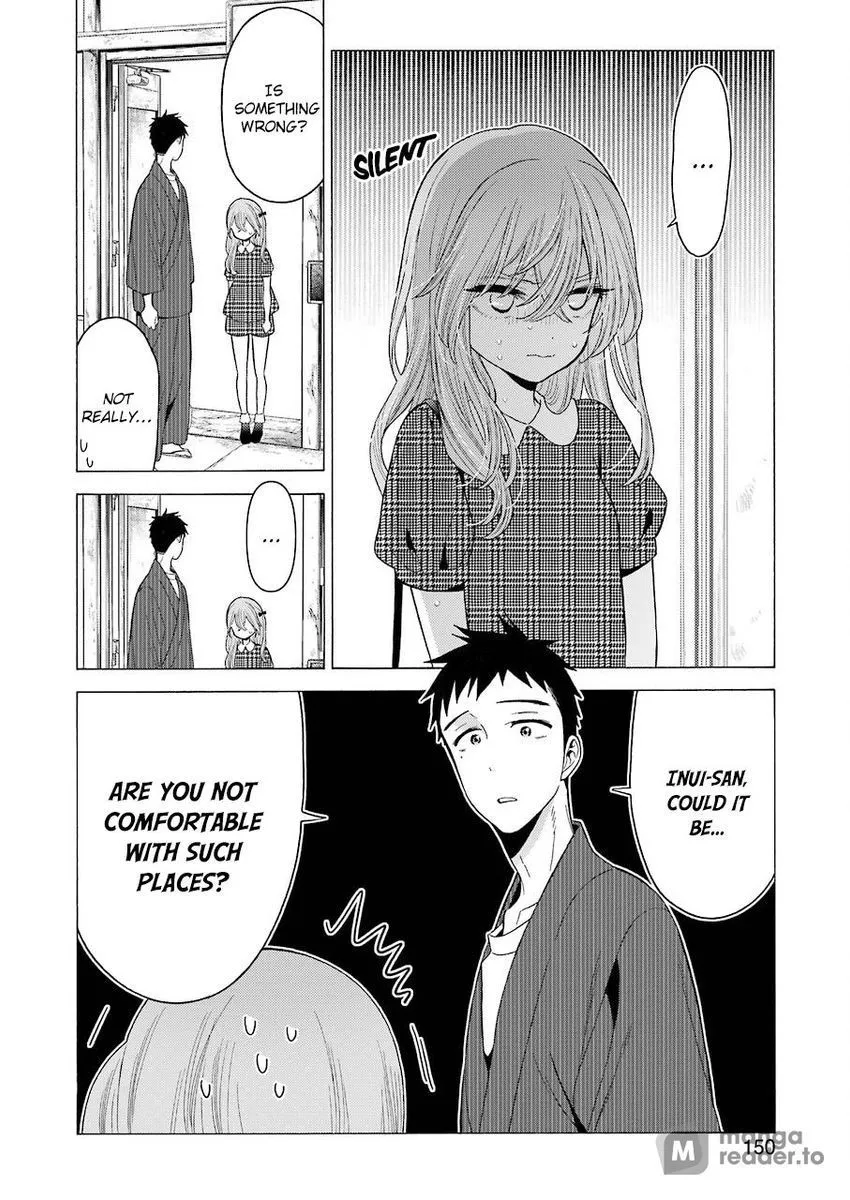 ...
SILENT
IS
SOMETHING
WRONG?
NOT
REALLY...
...
INUI-SAN,
COULD IT
BE...
ARE YOU NOT
COMFORTABLE
WITH SUCH
PLACES?
150
M manga
reader.to